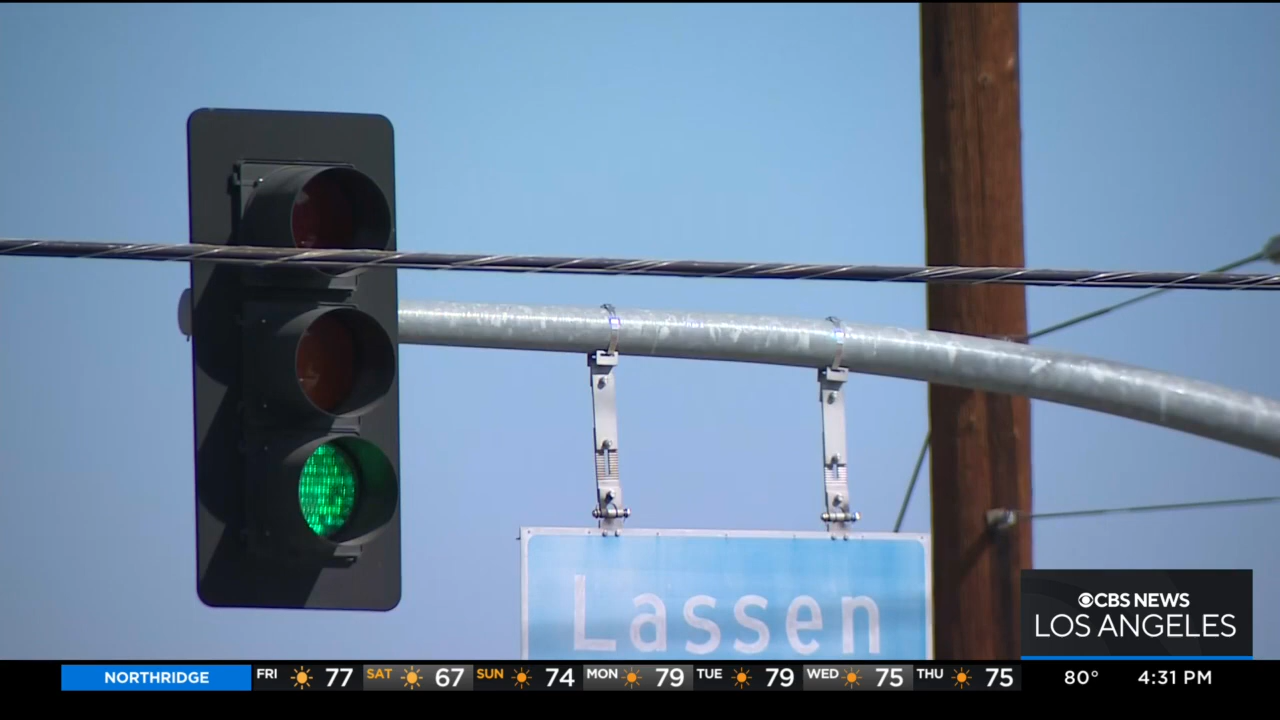 Lassen
CBS NEWS
LOS ANGELES
NORTHRIDGE FRI 77 SAT 67 SUN 74 MON 79 TUE 79 WED 75 THU 75 80° 4:31 PM